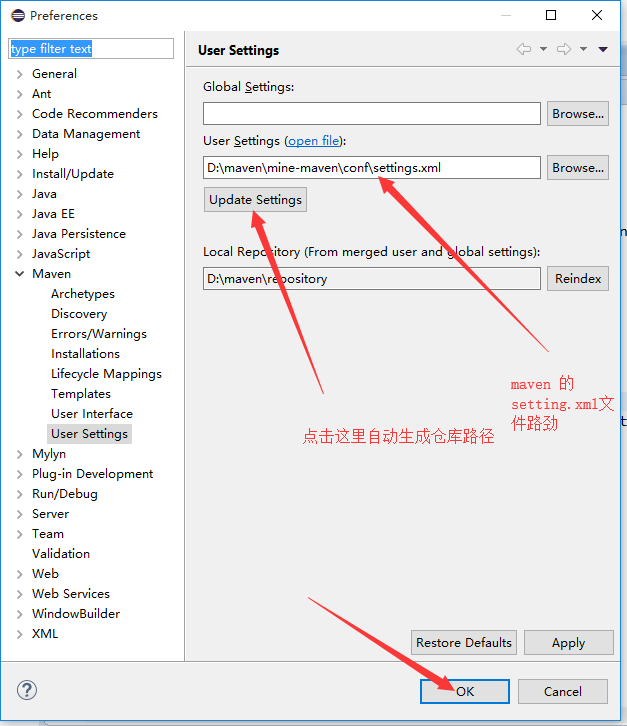 Preferences
type filter text
General
Ant
Code Recommenders
Data Management
Help
Install/Update
Java
Java EE
Java Persistence
JavaScript
Maven
Archetypes
Discovery
Errors/Warnings
Installations
Lifecycle Mappings
Templates
User Interface
User Settings
Mylyn
Plug-in Development
Run/Debug
Server
Team
Validation
Web
Web Services
WindowBuilder
XML
User Settings
Global Settings:
Browse...
User Settings (open file):
D:\maven\mine-maven\conf\settings.xml
Browse...
Update Settings
Local Repository (From merged user and global settings):
D:\maven\repository
Reindex
maven 的
setting.xml文
件路劲
点击这里自动生成仓库路径
Restore Defaults
Apply
?
OK
Cancel
n
t